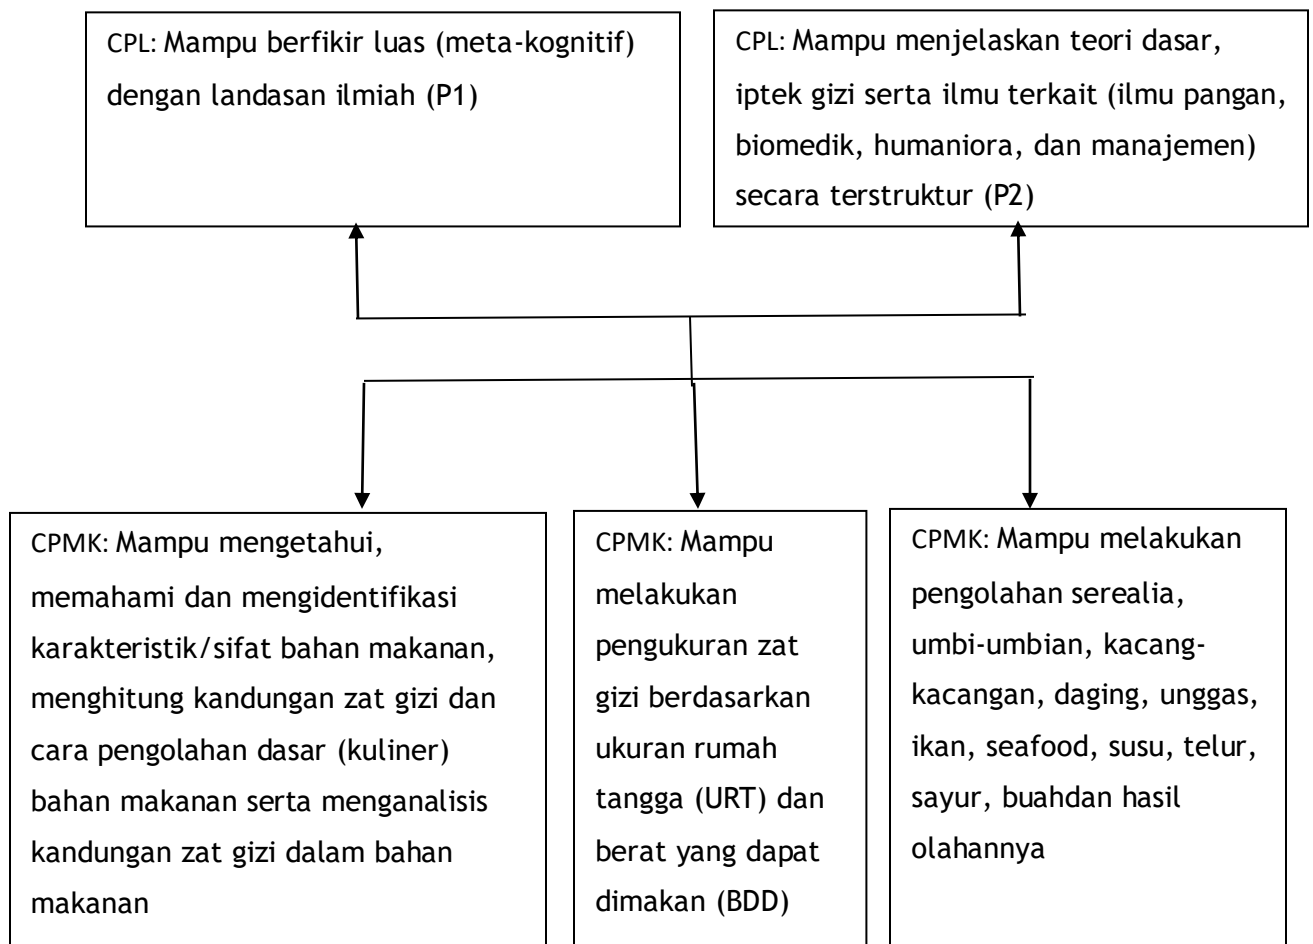 CPL: Mampu berfikir luas (meta-kognitif)
dengan landasan ilmiah (P1)
CPL: Mampu menjelaskan teori dasar,
iptek gizi serta ilmu terkait (ilmu pangan,
biomedik, humaniora, dan manajemen)
secara terstruktur (P2)
CPMK: Mampu mengetahui,
memahami dan mengidentifikasi
karakteristik/sifat bahan makanan,
menghitung kandungan zat gizi dan
cara pengolahan dasar (kuliner)
bahan makanan serta menganalisis
kandungan zat gizi dalam bahan
makanan
CPMK: Mampu
melakukan
pengukuran zat
gizi berdasarkan
ukuran rumah
tangga (URT) dan
berat yang dapat
dimakan (BDD)
CPMK: Mampu melakukan
pengolahan serealia,
umbi-umbian, kacang-
kacangan, daging, unggas,
ikan, seafood, susu, telur,
sayur, buahdan hasil
olahannya